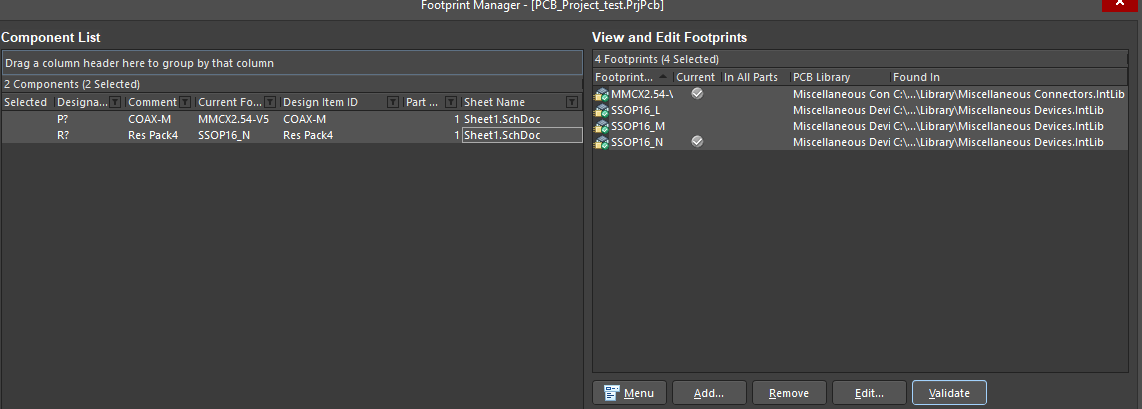 Footprint Manager - [PCB_Project_test.PrjPcb]
X
Component List
Drag a column header here to group by that column
2 Components (2 Selected)
Selected Designa... Comment Current Fo... Design Item ID Part ... Sheet Name
P? COAX-M MMCX2.54-V5 COAX-M 1 Sheet1.SchDoc
R? Res Pack4 SSOP16_N Res Pack4 1 Sheet1.SchDoc
View and Edit Footprints
4 Footprints (4 Selected)
Footprint... Current In All Parts PCB Library Found In
MMCX2.54-\ Miscellaneous Con C:\...\Library\Miscellaneous Connectors.IntLib
SSOP16_L Miscellaneous Devi C:\...\Library\Miscellaneous Devices.IntLib
SSOP16_M Miscellaneous Devi C:\...\Library\Miscellaneous Devices.IntLib
SSOP16_N Miscellaneous Devi C:\...\Library\Miscellaneous Devices.IntLib
Menu Add... Remove Edit... Validate